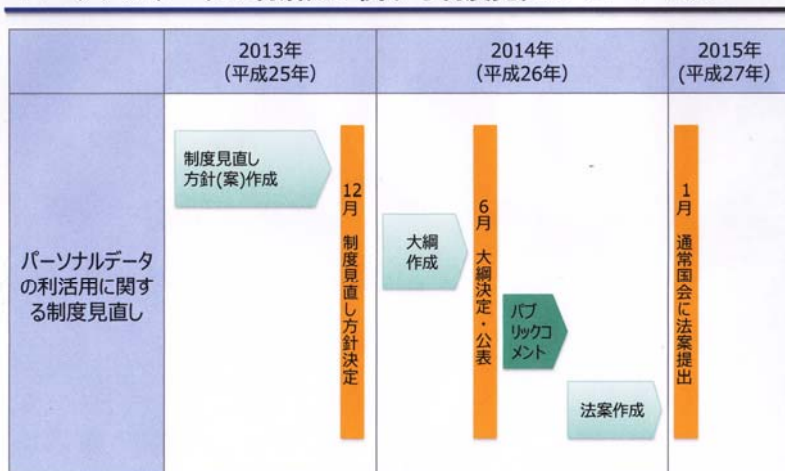 2013年
(平成25年)
2014年
(平成26年)
2015年
(平成27年)
パーソナルデータ
の利活用に関す
る制度見直し
制度見直し
方針(案)作成
12月 制度見直し方針決定
大綱
作成
6月 大綱決定・公表
パブ
リックコ
メント
法案作成
1月 通常国会に法案提出